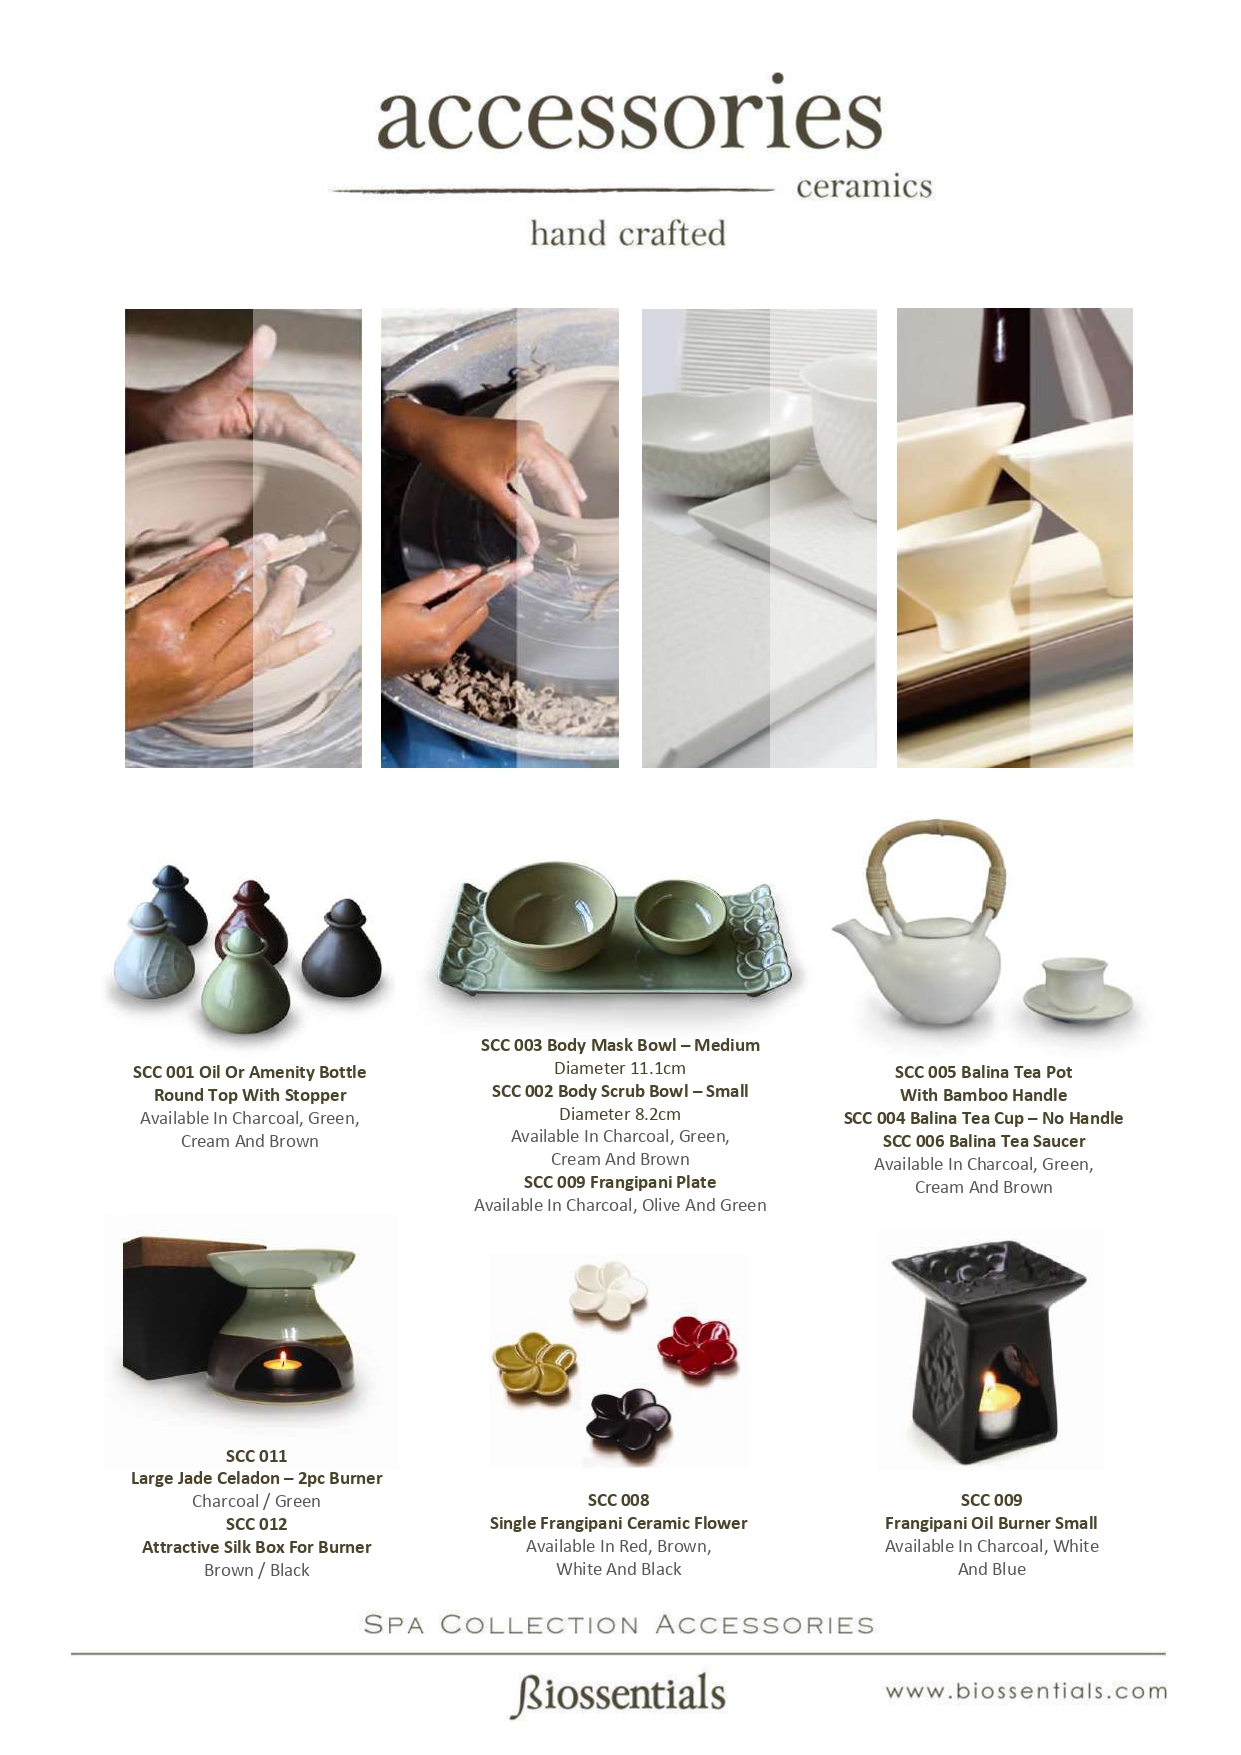 accessories
ceramics
hand crafted
SCC 001 Oil Or Amenity Bottle
Round Top With Stopper
Available In Charcoal, Green,
Cream And Brown
SCC 003 Body Mask Bowl – Medium
Diameter 11.1cm
SCC 002 Body Scrub Bowl – Small
Diameter 8.2cm
Available In Charcoal, Green,
Cream And Brown
SCC 009 Frangipani Plate
Available In Charcoal, Olive And Green
SCC 005 Balina Tea Pot
With Bamboo Handle
SCC 004 Balina Tea Cup – No Handle
SCC 006 Balina Tea Saucer
Available In Charcoal, Green,
Cream And Brown
SCC 011
Large Jade Celadon – 2pc Burner
Charcoal / Green
SCC 012
Attractive Silk Box For Burner
Brown / Black
SCC 008
Single Frangipani Ceramic Flower
Available In Red, Brown,
White And Black
SCC 009
Frangipani Oil Burner Small
Available In Charcoal, White
And Blue
Spa Collection Accessories
βiossentials
www.biossentials.com